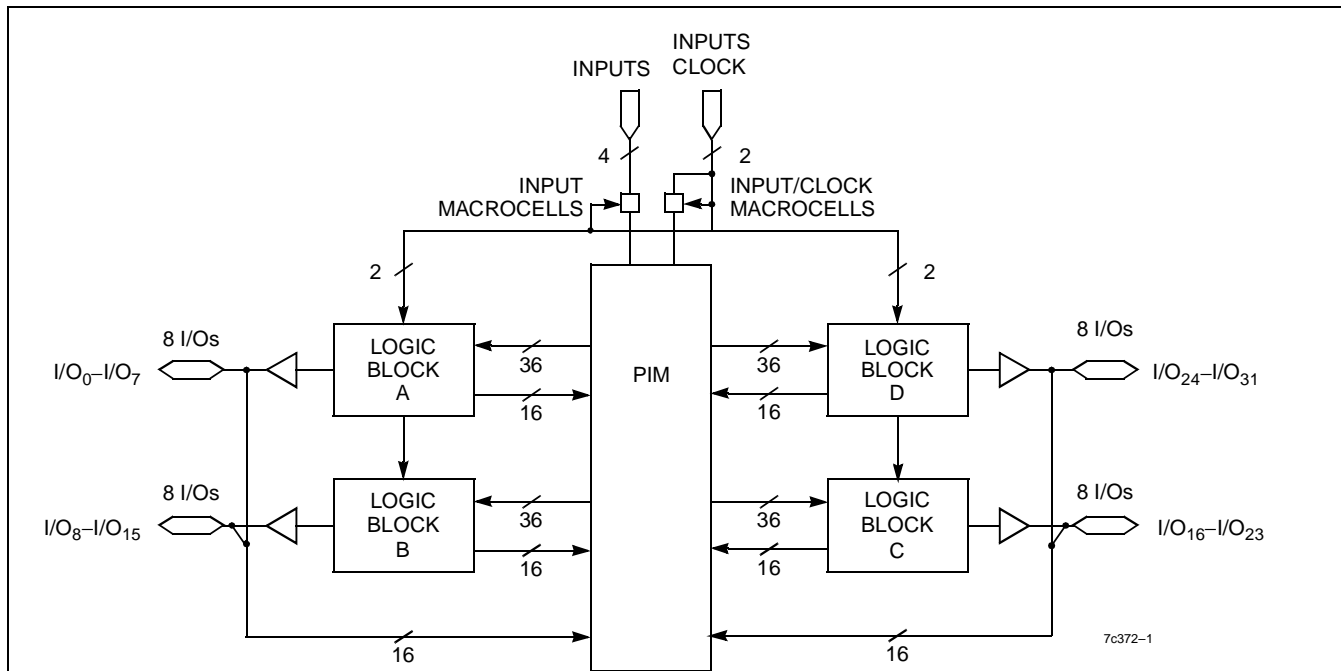 INPUTS
INPUTS
CLOCK
4
2
INPUT
MACROCELLS
INPUT/CLOCK
MACROCELLS
2
2
8 I/Os
I/O0–I/O7
LOGIC
BLOCK
A
36
16
PIM
36
16
LOGIC
BLOCK
D
8 I/Os
I/O24–I/O31
8 I/Os
I/O8–I/O15
LOGIC
BLOCK
B
36
16
36
16
LOGIC
BLOCK
C
8 I/Os
I/O16–I/O23
16
16
7c372–1